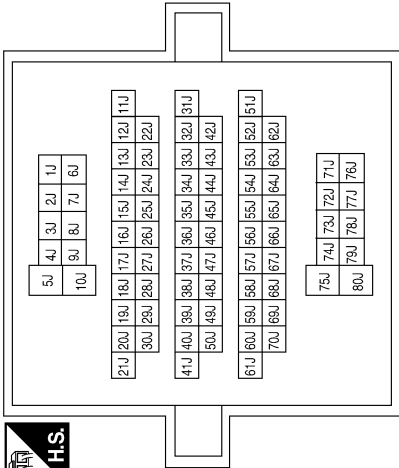 H.S.
5J 4J 3J 2J 1J
10J 9J 8J 7J 6J
21J 20J 19J 18J 17J 16J 15J 14J 13J 12J 11J
30J 29J 28J 27J 26J 25J 24J 23J 22J
41J 40J 39J 38J 37J 36J 35J 34J 33J 32J 31J
50J 49J 48J 47J 46J 45J 44J 43J 42J
61J 60J 59J 58J 57J 56J 55J 54J 53J 52J 51J
70J 69J 68J 67J 66J 65J 64J 63J 62J
75J 74J 73J 72J 71J
80J 79J 78J 77J 76J